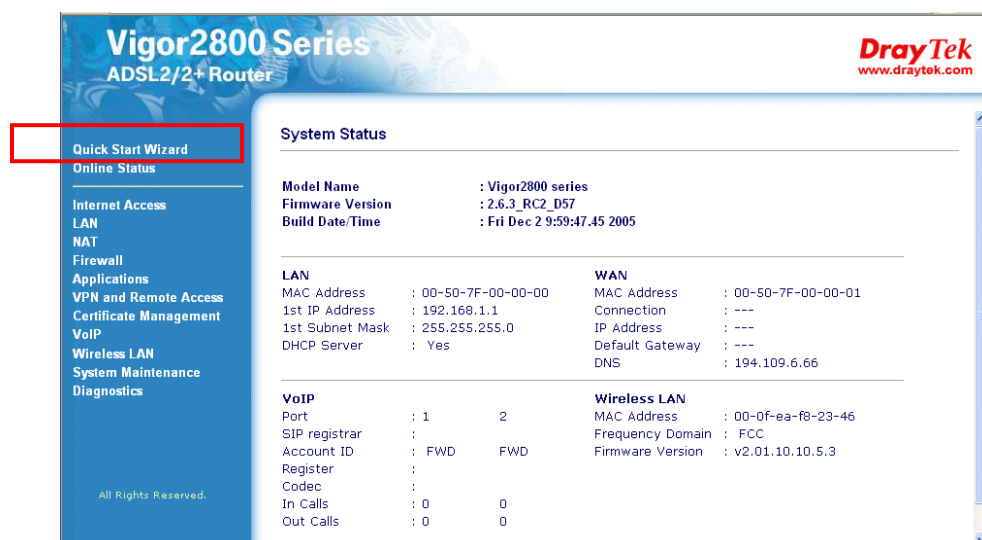 Vigor2800 Series
ADSL2/2+ Router
DrayTek
www.draytek.com
Quick Start Wizard
Online Status
Internet Access
LAN
NAT
Firewall
Applications
VPN and Remote Access
Certificate Management
VoIP
Wireless LAN
System Maintenance
Diagnostics
All Rights Reserved.
System Status
Model Name : Vigor2800 series
Firmware Version : 2.6.3_RC2_D57
Build Date/Time : Fri Dec 2 9:59:47.45 2005
LAN
MAC Address : 00-50-7F-00-00-00
1st IP Address : 192.168.1.1
1st Subnet Mask : 255.255.255.0
DHCP Server : Yes
WAN
MAC Address : 00-50-7F-00-00-01
Connection : ---
IP Address : ---
Default Gateway : ---
DNS : 194.109.6.66
VoIP
Port : 1 2
SIP registrar :
Account ID : FWD FWD
Register :
Codec :
In Calls : 0 0
Out Calls : 0 0
Wireless LAN
MAC Address : 00-0f-ea-f8-23-46
Frequency Domain : FCC
Firmware Version : v2.01.10.10.5.3